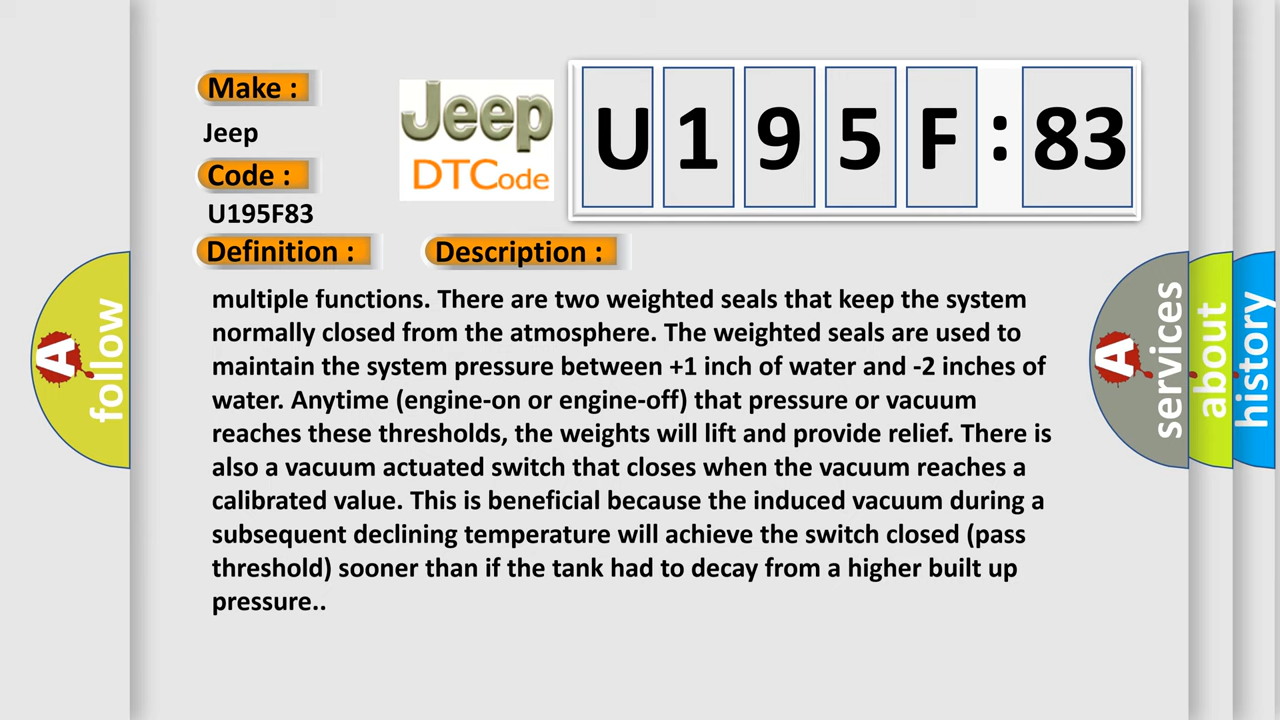 Make :
Jeep
Code :
U195F83
Jeep
DTCode
U195F:83
Definition :
Description :
multiple functions. There are two weighted seals that keep the system
normally closed from the atmosphere. The weighted seals are used to
maintain the system pressure between +1 inch of water and -2 inches of
water. Anytime (engine-on or engine-off) that pressure or vacuum
reaches these thresholds, the weights will lift and provide relief. There is
also a vacuum actuated switch that closes when the vacuum reaches a
calibrated value. This is beneficial because the induced vacuum during a
subsequent declining temperature will achieve the switch closed (pass
threshold) sooner than if the tank had to decay from a higher built up
pressure..
A
follow
A
services
about
history